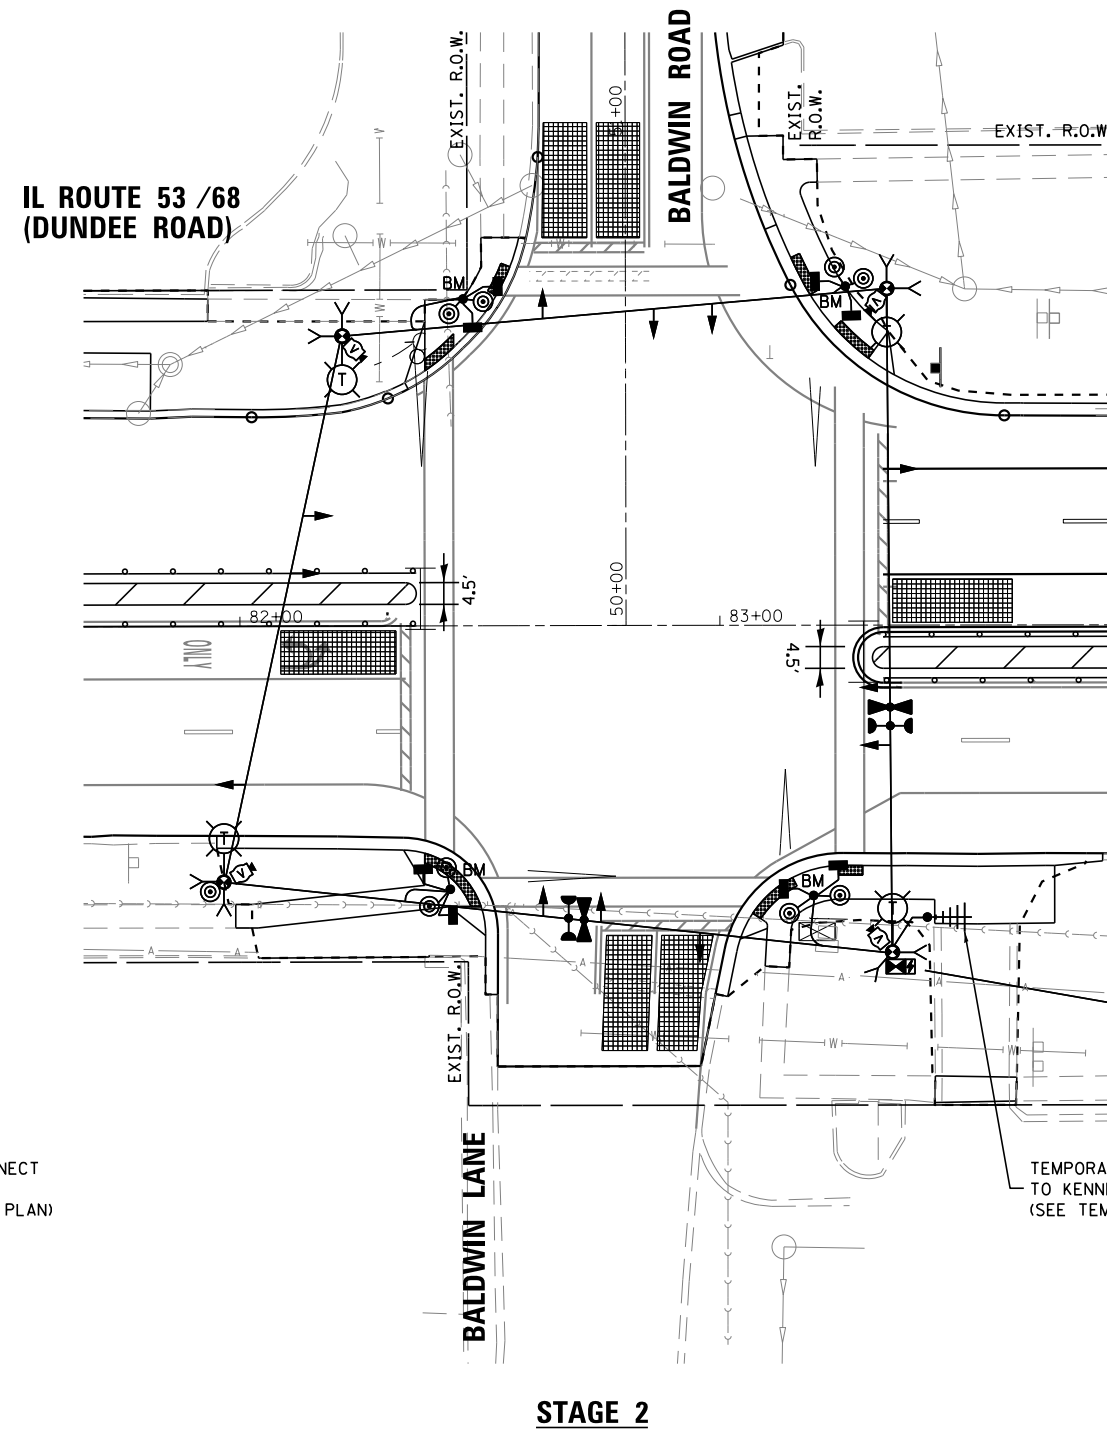 IL ROUTE 53 /68
(DUNDEE ROAD)
EXIST. R.O.W.
BALDWIN ROAD
EXIST.
R.O.W.
EXIST. R.O.W
W
W
W
W
BM
BM
V
V
T
T
4.5'
82+00
50+00
83+00
4.5'
ONLY
T
V
BM
BM
T
V
A
A
A
A
W
W
W
EXIST. R.O.W.
BALDWIN LANE
NECT
PLAN)
TEMPORA
TO KENN
(SEE TEM
STAGE 2